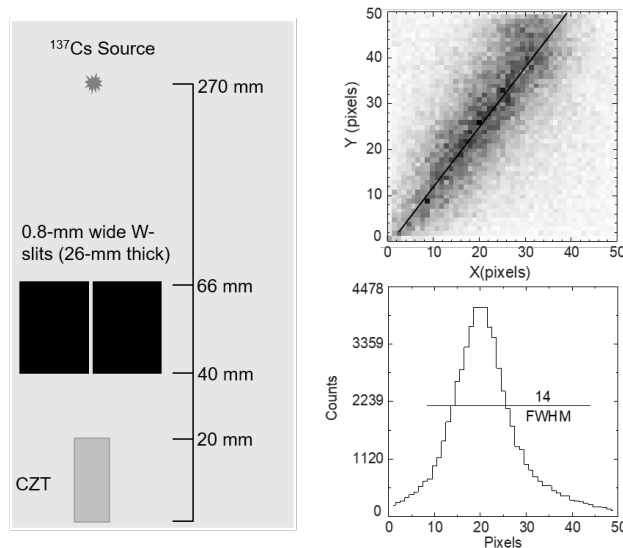 137Cs Source
270 mm
0.8-mm wide W-
slits (26-mm thick)
66 mm
40 mm
20 mm
CZT
50
40
30
20
10
0
Y (pixels)
0 10 20 30 40 50
X(pixels)
4478
3359
2239
1120
0
Counts
14
FWHM
0 10 20 30 40 50
Pixels